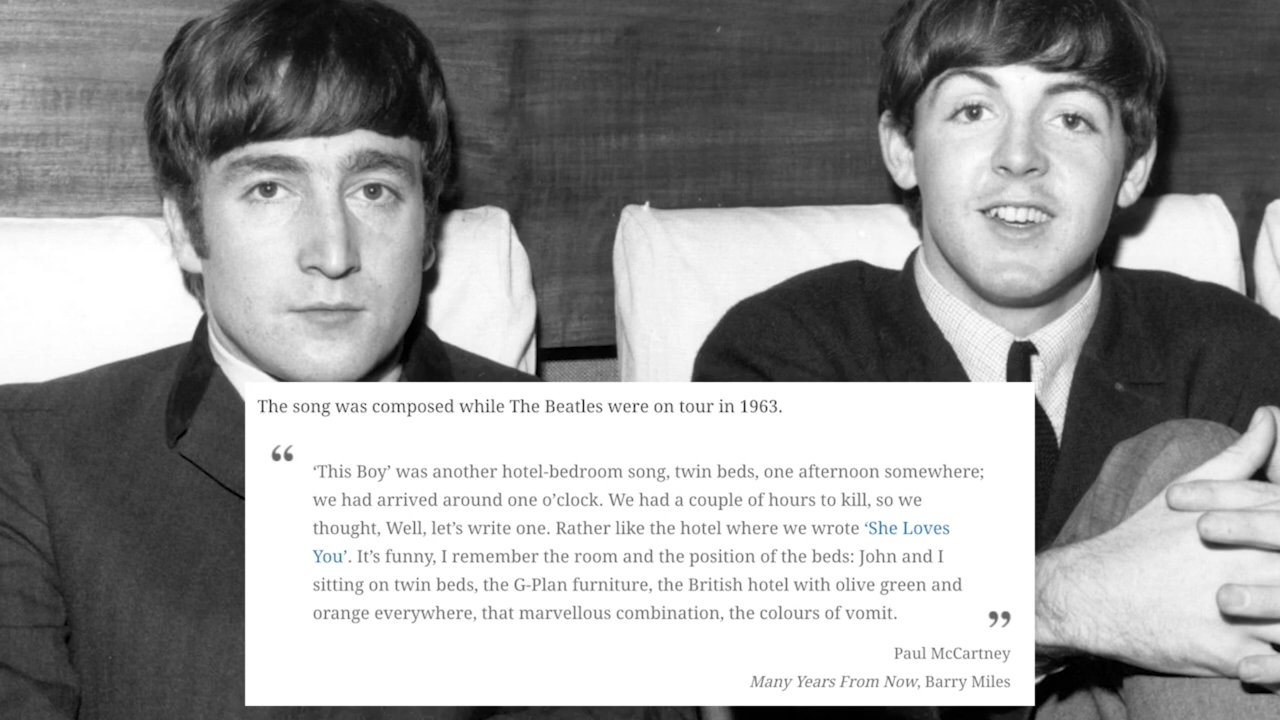 The song was composed while The Beatles were on tour in 1963.
“
‘This Boy’ was another hotel-bedroom song, twin beds, one afternoon somewhere;
we had arrived around one o’clock. We had a couple of hours to kill, so we
thought, Well, let’s write one. Rather like the hotel where we wrote ‘She Loves
You’. It’s funny, I remember the room and the position of the beds: John and I
sitting on twin beds, the G-Plan furniture, the British hotel with olive green and
orange everywhere, that marvellous combination, the colours of vomit.
”
Paul McCartney
Many Years From Now, Barry Miles